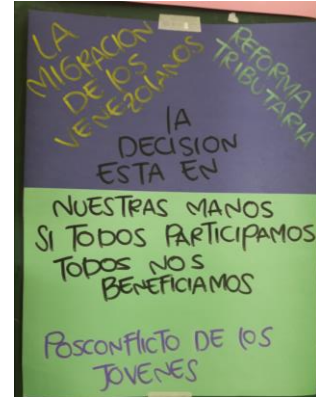 LA
MIGRACION
DE lOS
VENEZOlANOS
REFORMA
TRIBUTARIA
lA
DECISION
ESTA EN
NUESTRAS MANOS
SI TODOS PARTICIPAMOS
TODOS NOS
BENEFICIAMOS
POSCONFlICTO DE lOS
JOVENES